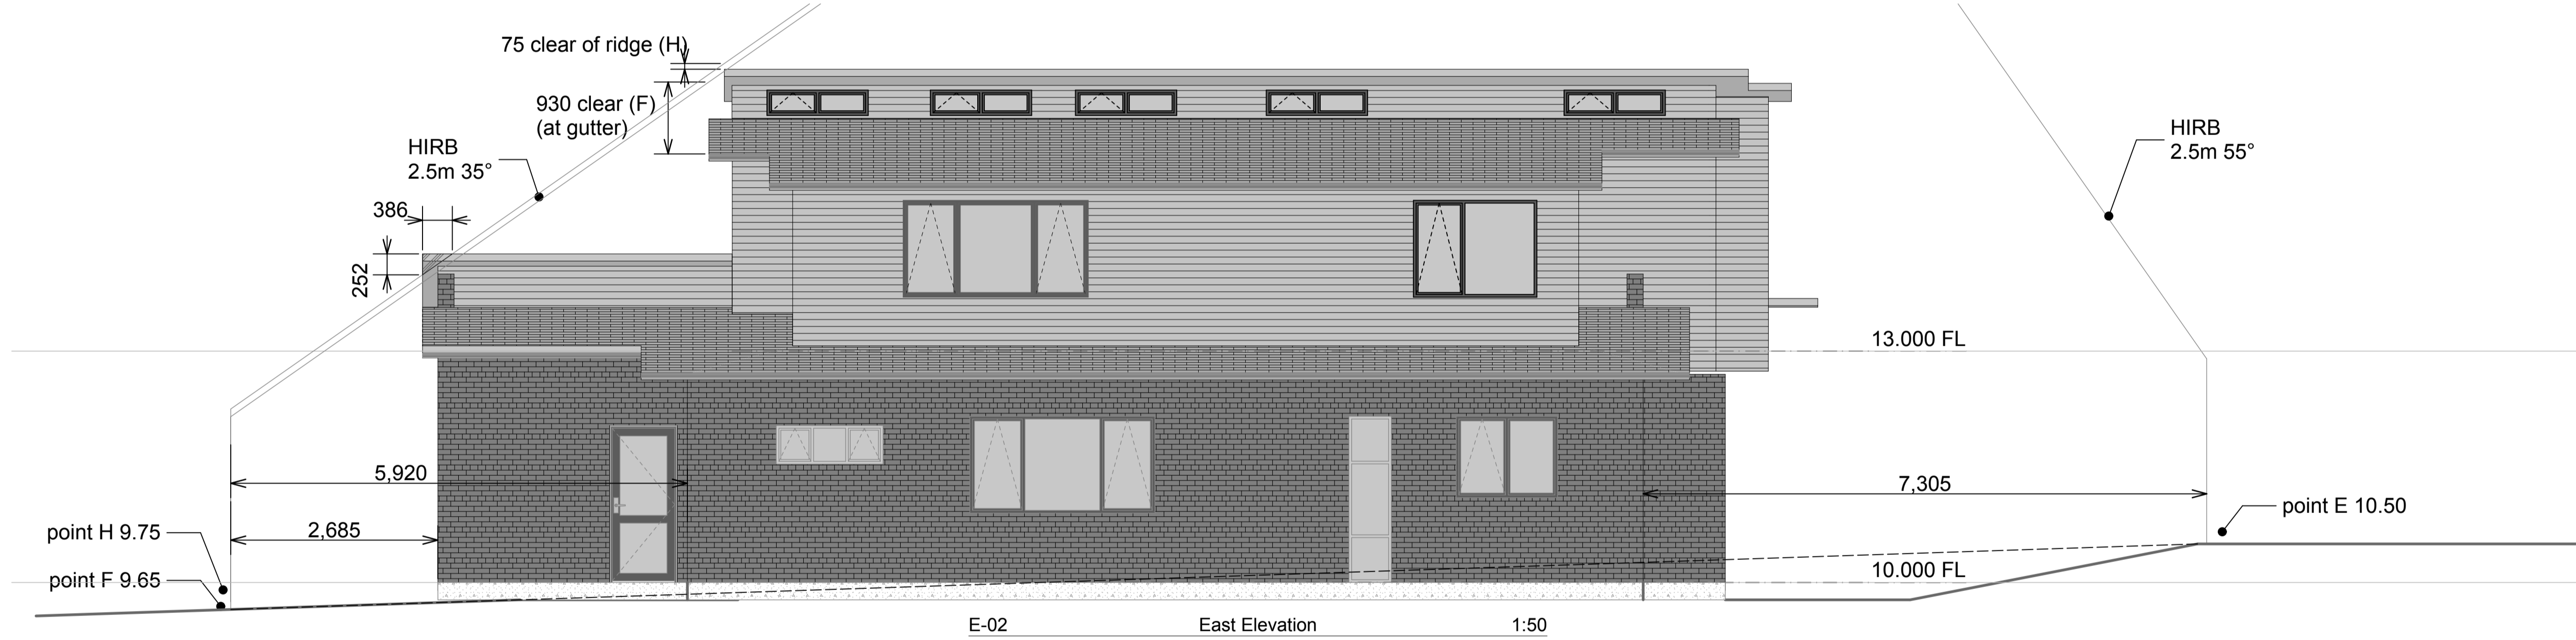 75 clear of ridge (H)
930 clear (F)
(at gutter)
HIRB
2.5m 35°
HIRB
2.5m 55°
386
252
13.000 FL
5,920
7,305
2,685
point H 9.75
point F 9.65
point E 10.50
10.000 FL
E-02 East Elevation 1:50